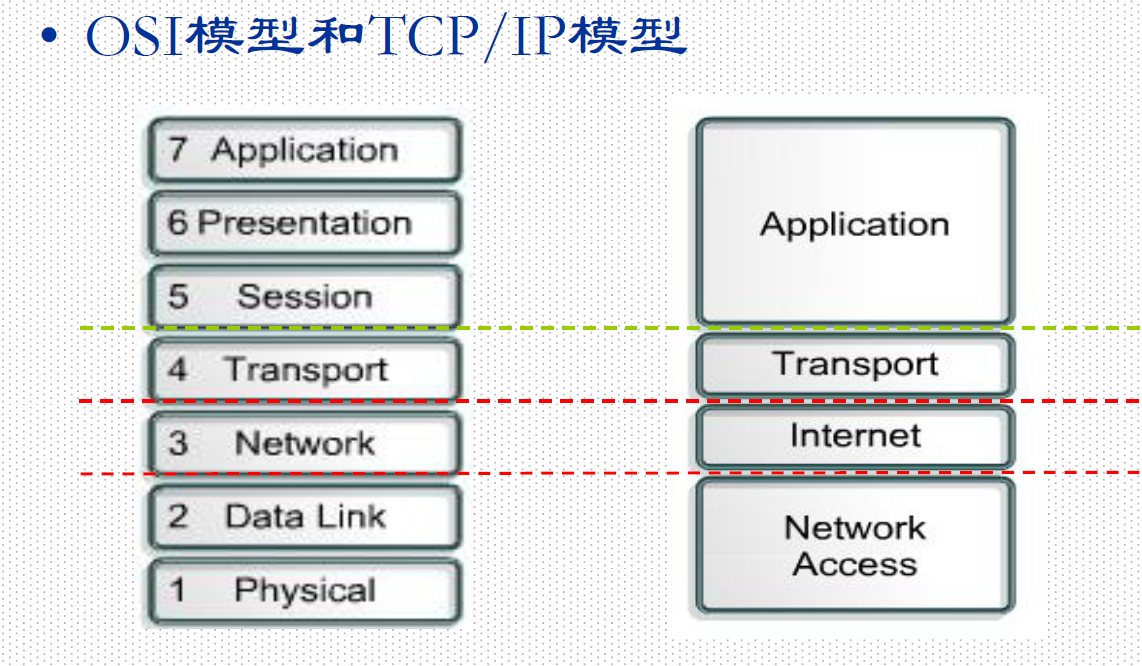 • OSI模型和TCP/IP模型
7 Application
6 Presentation
5 Session
4 Transport
3 Network
2 Data Link
1 Physical
Application
Transport
Internet
Network
Access